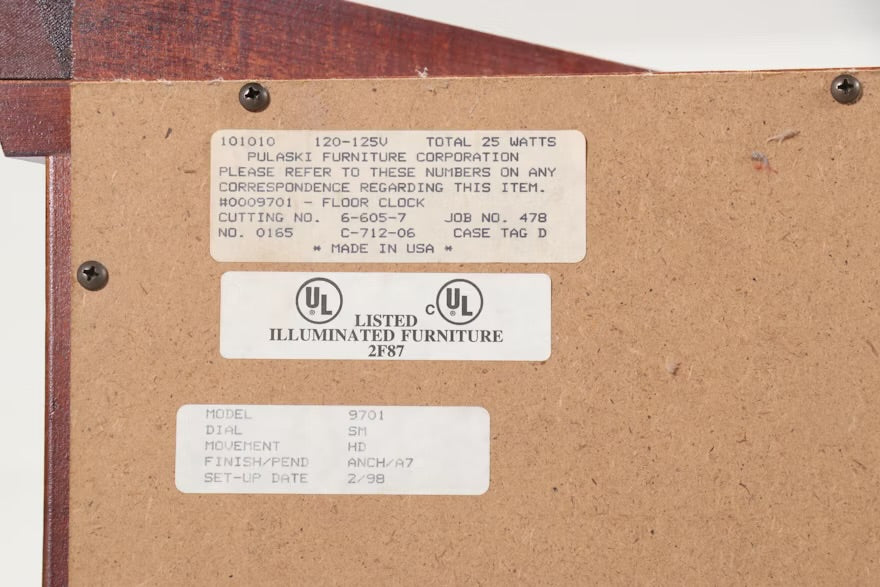 101010 120-125V TOTAL 25 WATTS
PULASKI FURNITURE CORPORATION
PLEASE REFER TO THESE NUMBERS ON ANY
CORRESPONDENCE REGARDING THIS ITEM.
#0009701 - FLOOR CLOCK
CUTTING NO. 6-605-7 JOB NO. 478
NO. 0165 C-712-06 CASE TAG D
* MADE IN USA *
UL® C UL®
LISTED
ILLUMINATED FURNITURE
2F87
MODEL 9701
DIAL SM
MOVEMENT HD
FINISH/PEND ANCH/A7
SET-UP DATE 2/98